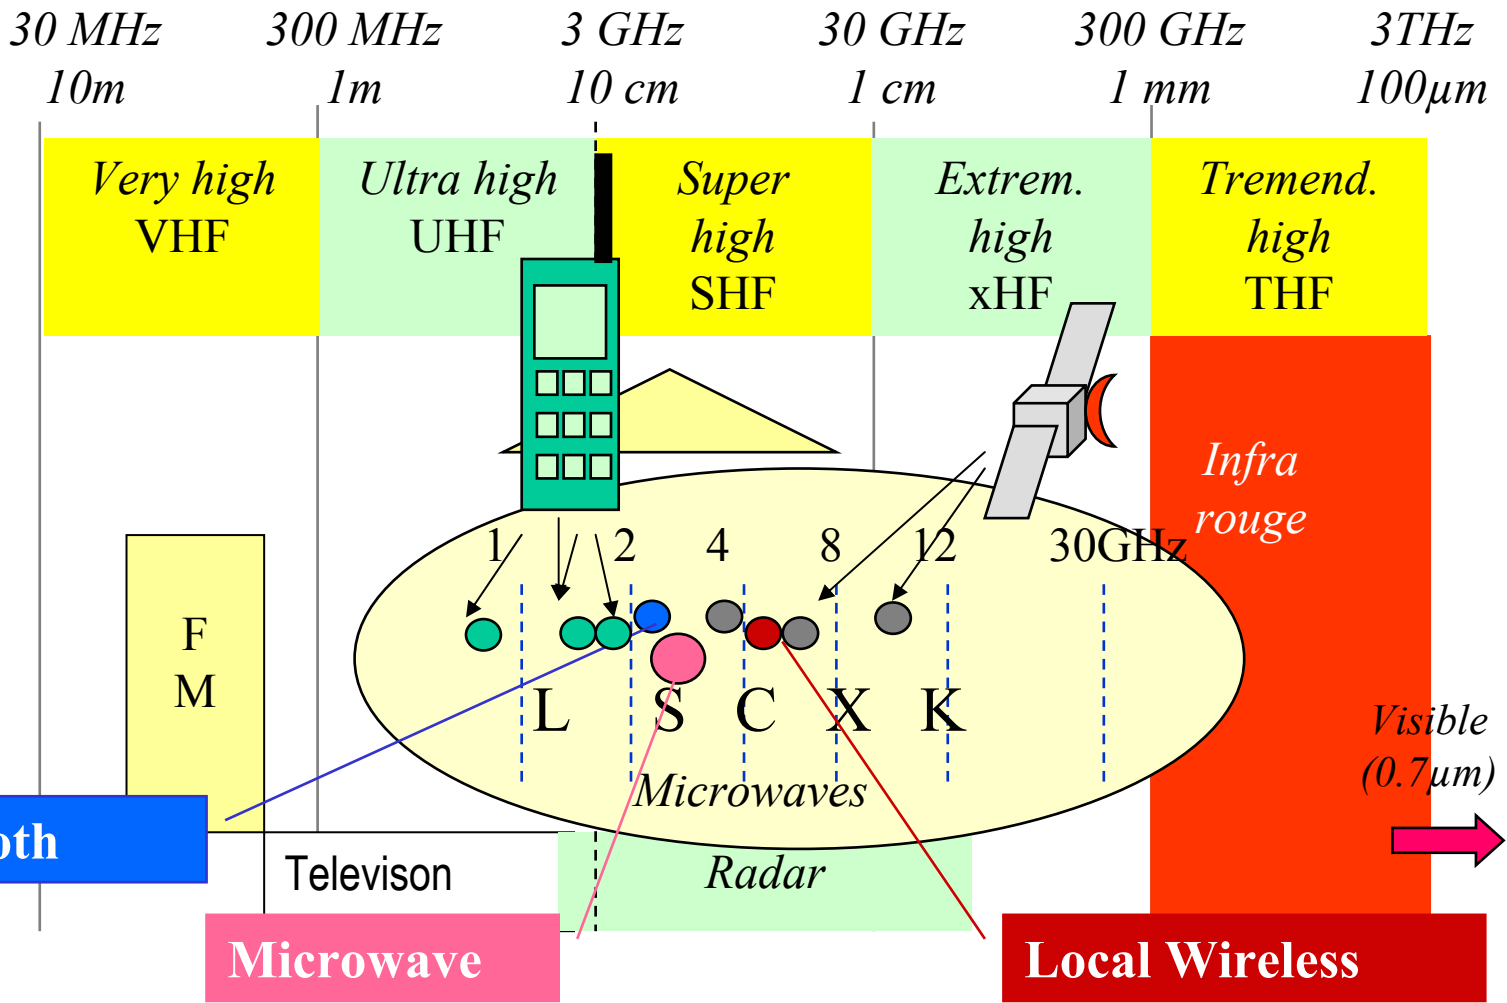 30 MHz 300 MHz 3 GHz 30 GHz 300 GHz 3THz
10m 1m 10 cm 1 cm 1 mm 100µm
Very high
VHF
Ultra high
UHF
Super
high
SHF
Extrem.
high
xHF
Tremend.
high
THF
Infra
rouge
1 2 4 8 12 30GHz
F
M
L S C X K
Microwaves
Visible
(0.7µm)
oth
Televison
Radar
Microwave
Local Wireless